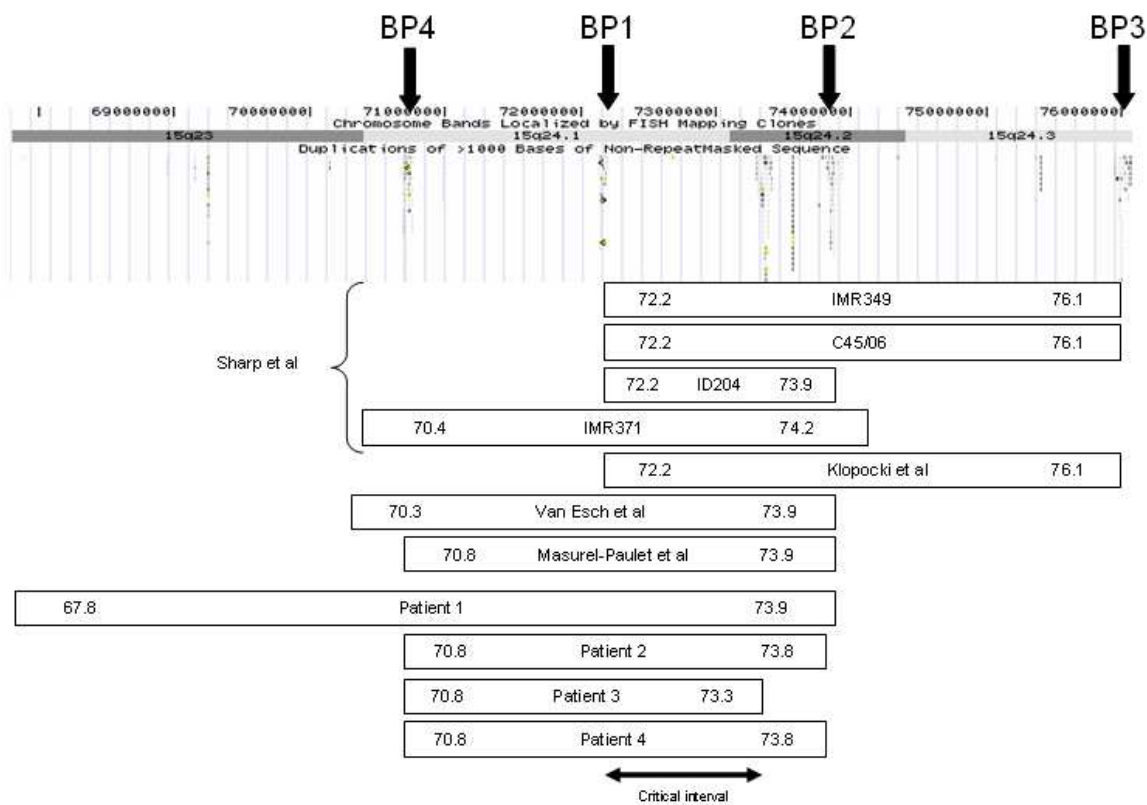 BP4 BP1 BP2 BP3
| 69000000| 70000000| 71000000| 72000000| 73000000| 74000000| 75000000| 76000000|
Chromosome Bands Localized by FISH Mapping Clones
15q23 15q24.1 15q24.2 15q24.3
Duplications of >1000 Bases of Non-RepeatMasked Sequence
72.2 IMR349 76.1
72.2 C45/06 76.1
Sharp et al
72.2 ID204 73.9
70.4 IMR371 74.2
72.2 Klopocki et al 76.1
70.3 Van Esch et al 73.9
70.8 Masurel-Paulet et al 73.9
67.8 Patient 1 73.9
70.8 Patient 2 73.8
70.8 Patient 3 73.3
70.8 Patient 4 73.8
Critical interval